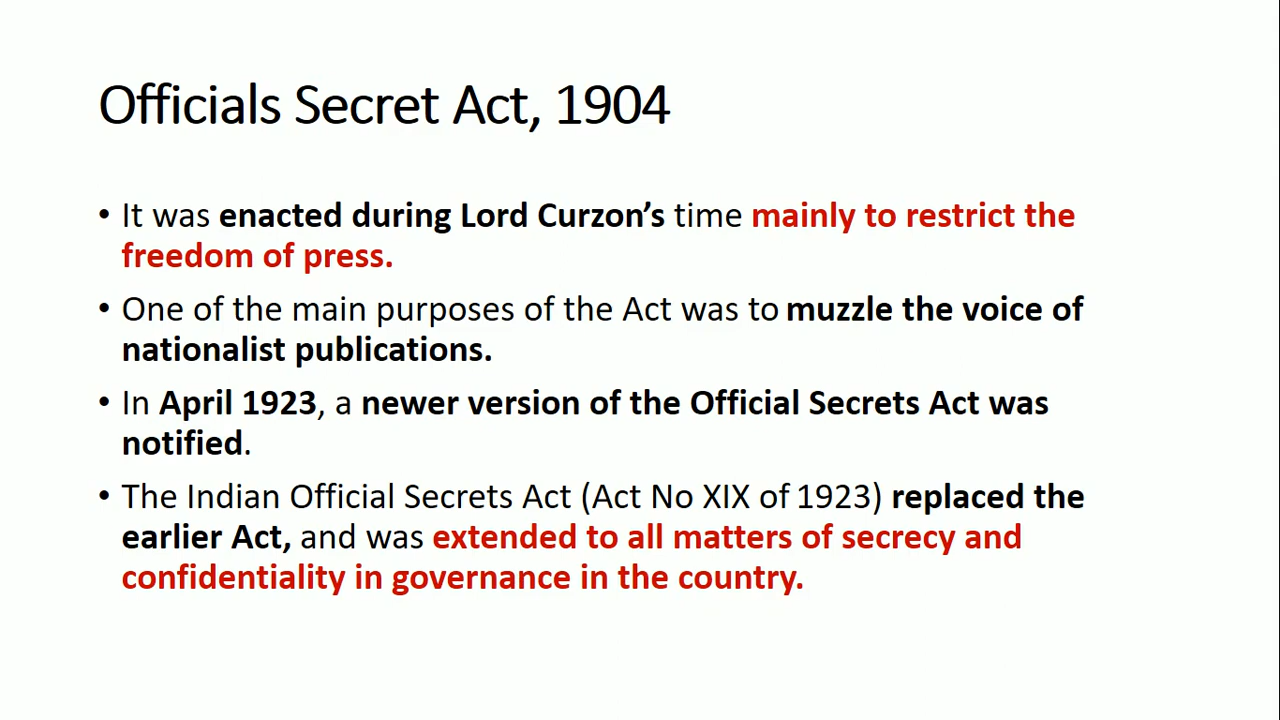 Officials Secret Act, 1904
• It was enacted during Lord Curzon’s time mainly to restrict the
freedom of press.
• One of the main purposes of the Act was to muzzle the voice of
nationalist publications.
• In April 1923, a newer version of the Official Secrets Act was
notified.
• The Indian Official Secrets Act (Act No XIX of 1923) replaced the
earlier Act, and was extended to all matters of secrecy and
confidentiality in governance in the country.